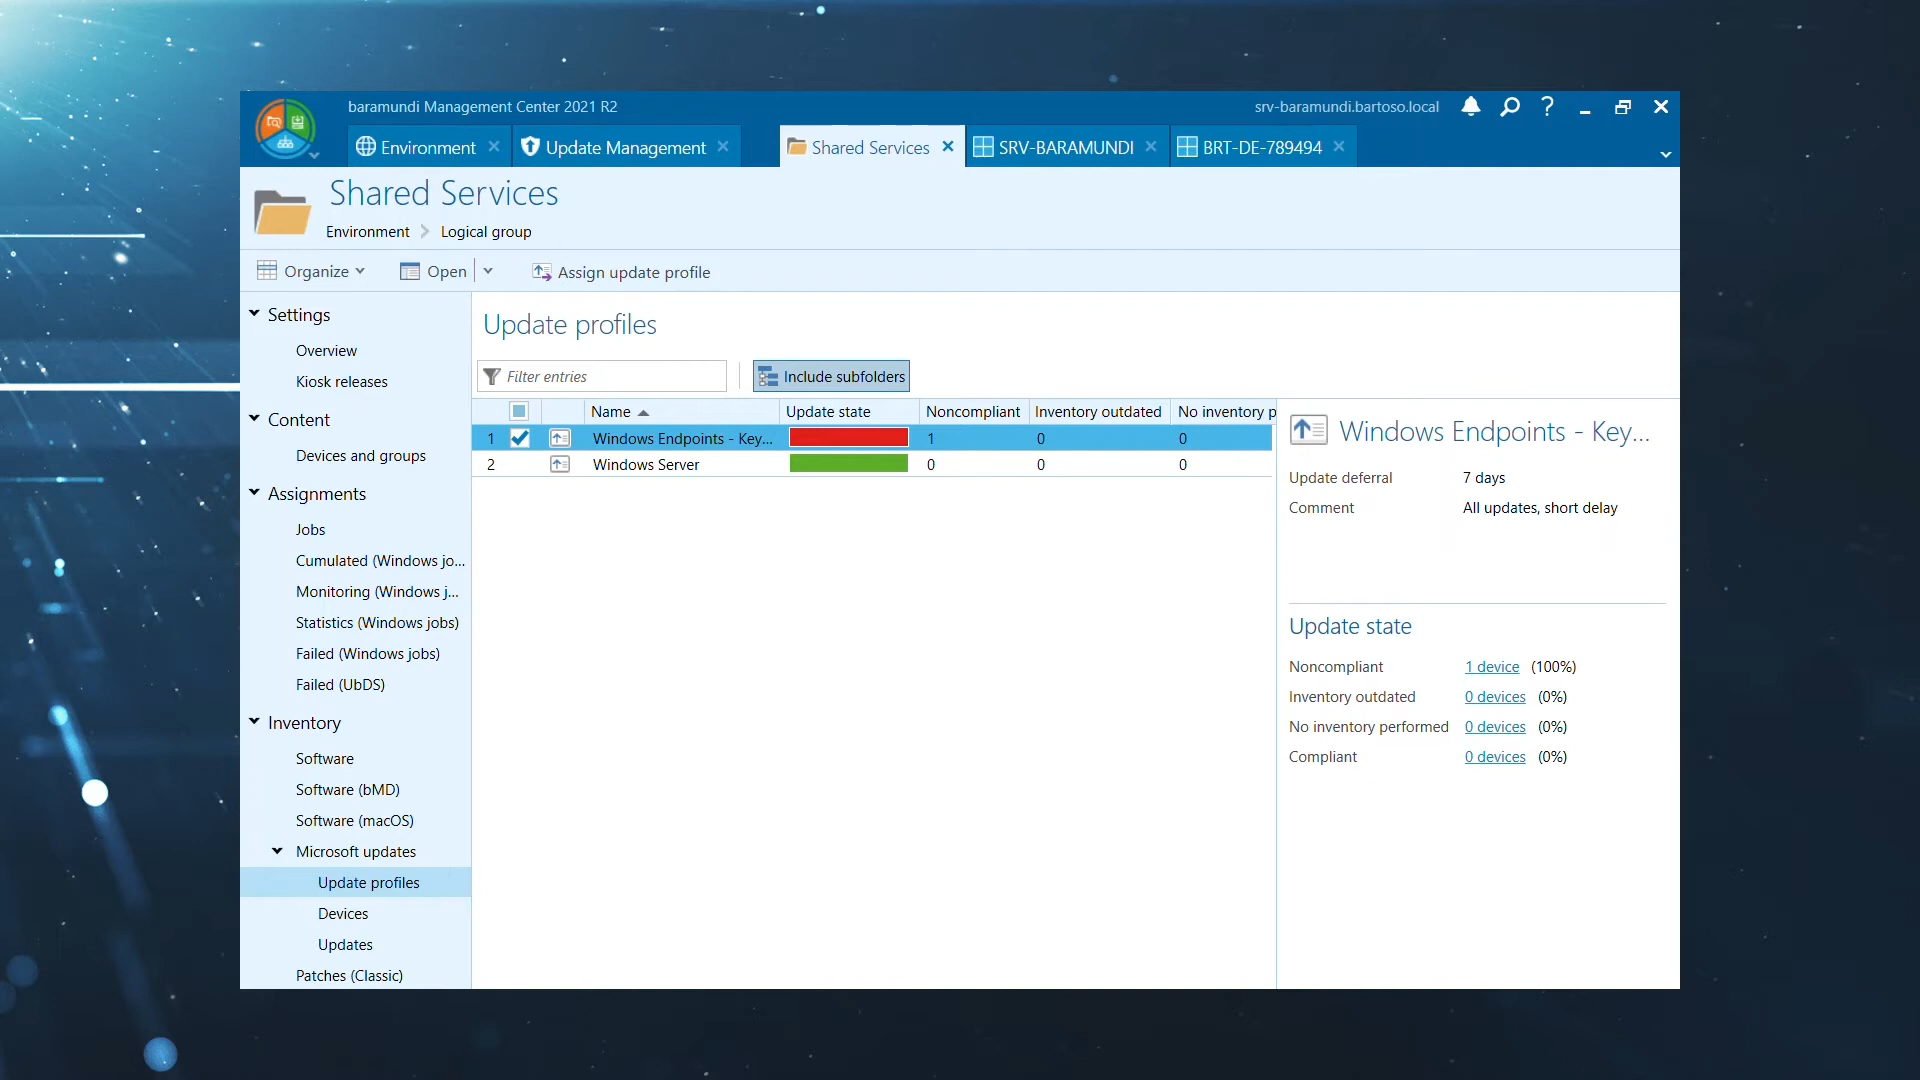 baramundi Management Center 2021 R2
srv-baramundi.bartoso.local
Environment
Update Management
Shared Services
SRV-BARAMUNDI
BRT-DE-789494
Shared Services
Environment
Logical group
Organize
Open
Assign update profile
Settings
Overview
Kiosk releases
Content
Devices and groups
Assignments
Jobs
Cumulated (Windows jo...
Monitoring (Windows j...
Statistics (Windows jobs)
Failed (Windows jobs)
Failed (UbDS)
Inventory
Software
Software (bMD)
Software (macOS)
Microsoft updates
Update profiles
Devices
Updates
Patches (Classic)
Update profiles
Filter entries
Include subfolders
Name Update state Noncompliant Inventory outdated No inventory p
1 Windows Endpoints - Key... 1 0 0
2 Windows Server 0 0 0
Windows Endpoints - Key...
Update deferral 7 days
Comment All updates, short delay
Update state
Noncompliant 1 device (100%)
Inventory outdated 0 devices (0%)
No inventory performed 0 devices (0%)
Compliant 0 devices (0%)